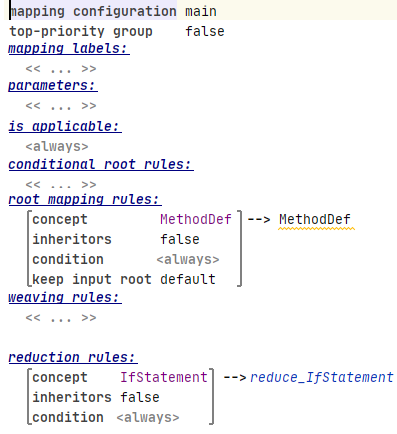 mapping configuration main
top-priority group false
mapping labels:
<< ... >>
parameters:
<< ... >>
is applicable:
<always>
conditional root rules:
<< ... >>
root mapping rules:
concept MethodDef --> MethodDef
inheritors false
condition <always>
keep input root default
weaving rules:
<< ... >>
reduction rules:
concept IfStatement --> reduce_IfStatement
inheritors false
condition <always>